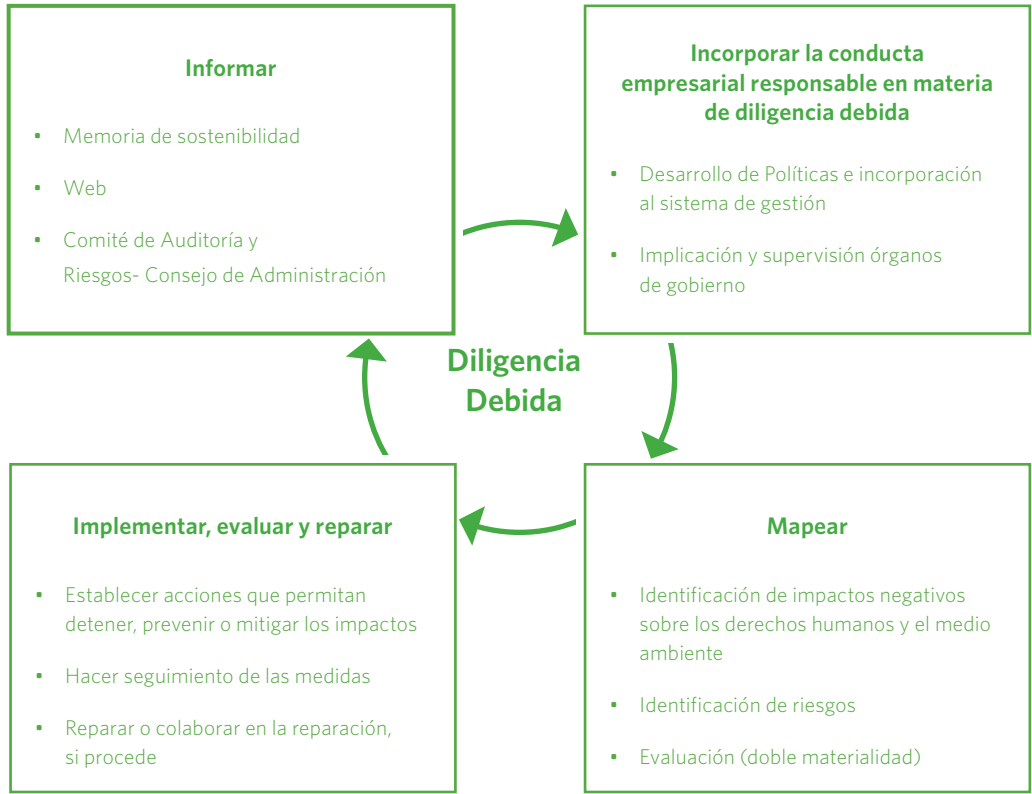 Informar
• Memoria de sostenibilidad
• Web
• Comité de Auditoría y
Riesgos- Consejo de Administración
Incorporar la conducta
empresarial responsable en materia
de diligencia debida
• Desarrollo de Políticas e incorporación
al sistema de gestión
• Implicación y supervisión órganos
de gobierno
Diligencia
Debida
Implementar, evaluar y reparar
• Establecer acciones que permitan
detener, prevenir o mitigar los impactos
• Hacer seguimiento de las medidas
• Reparar o colaborar en la reparación,
si procede
Mapear
• Identificación de impactos negativos
sobre los derechos humanos y el medio
ambiente
• Identificación de riesgos
• Evaluación (doble materialidad)